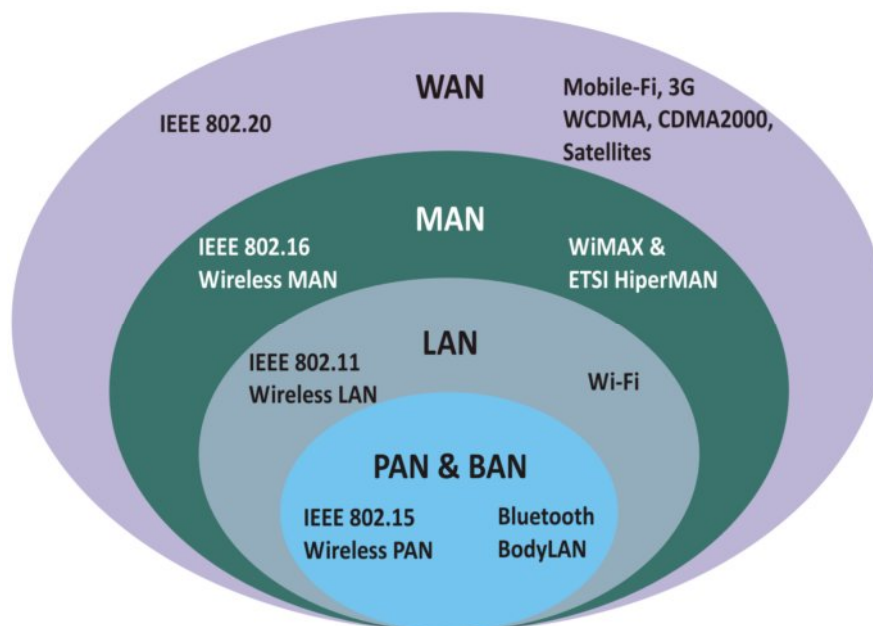 WAN
IEEE 802.20
Mobile-Fi, 3G
WCDMA, CDMA2000,
Satellites
MAN
IEEE 802.16
Wireless MAN
WiMAX &
ETSI HiperMAN
LAN
IEEE 802.11
Wireless LAN
Wi-Fi
PAN & BAN
IEEE 802.15
Wireless PAN
Bluetooth
BodyLAN